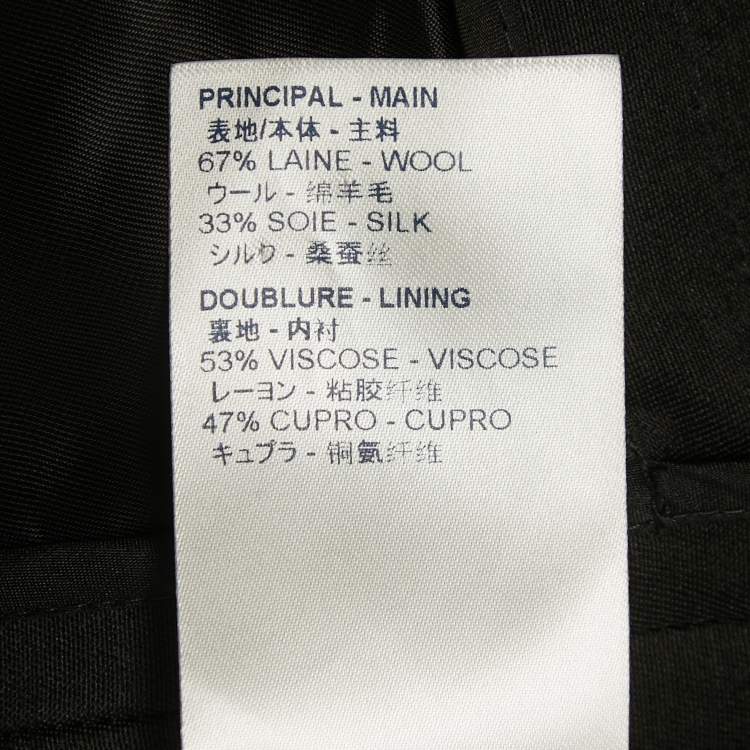 PRINCIPAL - MAIN
表地/本体 - 主料
67% LAINE - WOOL
ウール - 绵羊毛
33% SOIE - SILK
シルク - 桑蚕丝
DOUBLURE - LINING
裏地 - 内衬
53% VISCOSE - VISCOSE
レーヨン - 粘胶纤维
47% CUPRO - CUPRO
キュプラ - 铜氨纤维